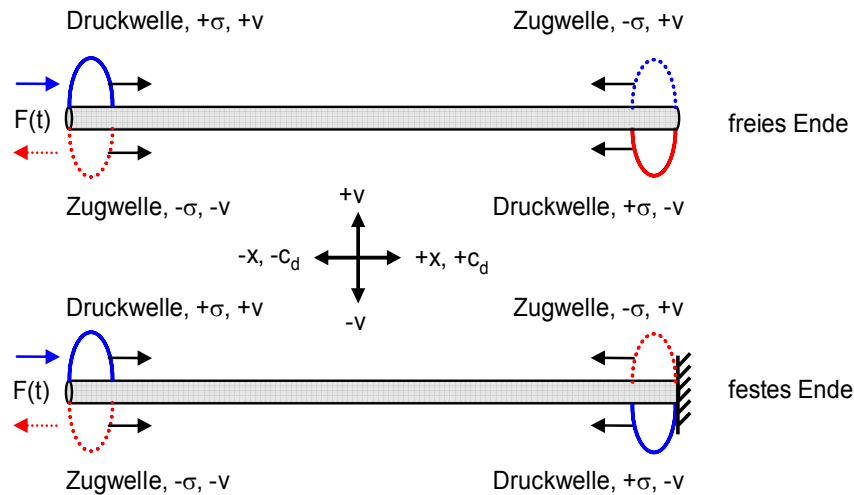 Druckwelle, +σ, +v
Zugwelle, -σ, +v
F(t)
freies Ende
Zugwelle, -σ, -v
Druckwelle, +σ, -v
+v
-x, -c_d
+x, +c_d
-v
Druckwelle, +σ, +v
Zugwelle, -σ, +v
F(t)
festes Ende
Zugwelle, -σ, -v
Druckwelle, +σ, -v